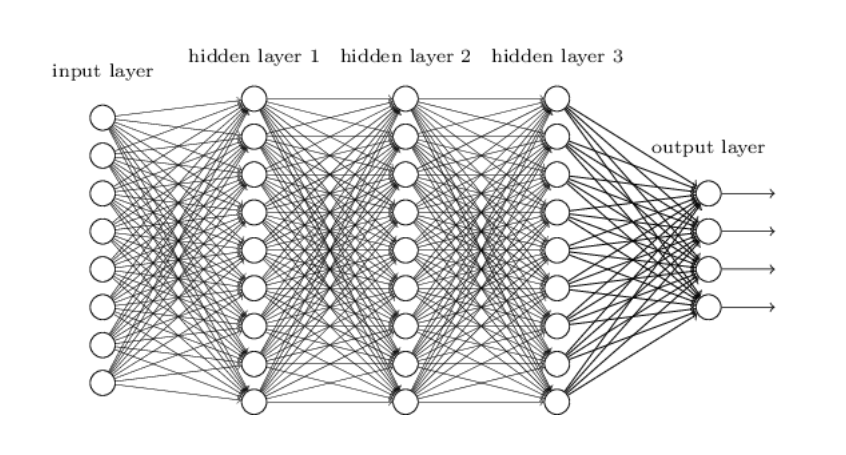 hidden layer 1 hidden layer 2 hidden layer 3
input layer
output layer